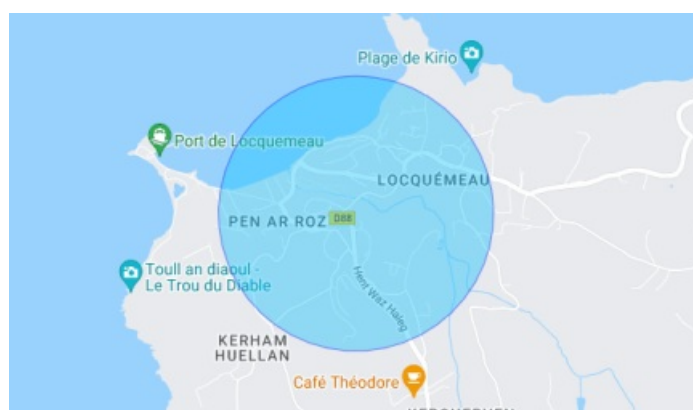 Plage de Kirio
Port de Locquemeau
LOCQUÉMEAU
PEN AR ROZ
D88
Toull an diaoul -
Le Trou du Diable
Hent Waz Haleg
KERHAM
HUELLAN
Café Théodore